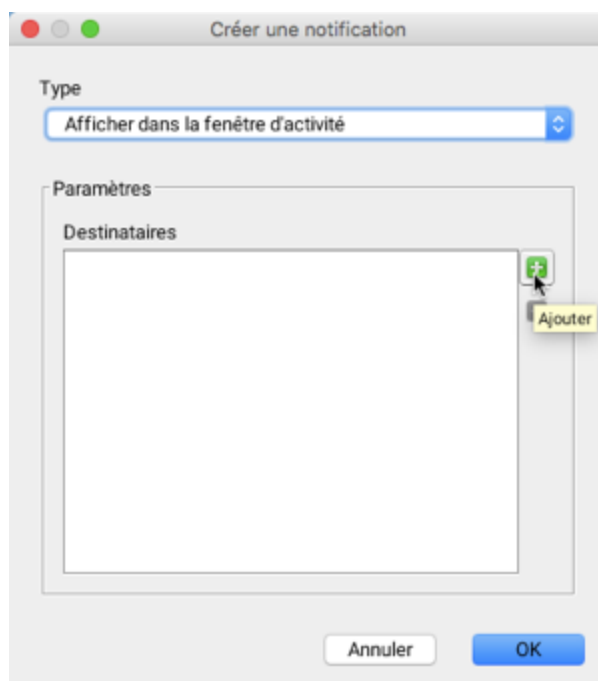 Créer une notification
Type
Afficher dans la fenêtre d'activité
Paramètres
Destinataires
Ajouter
Annuler
OK